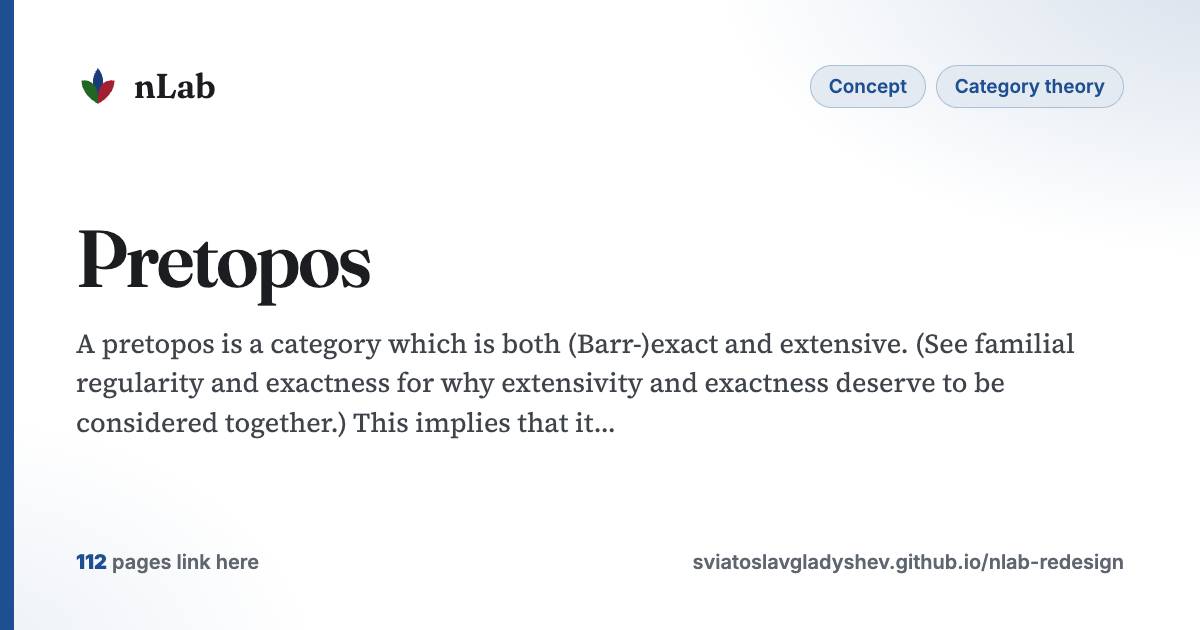 nLab
Concept
Category theory
Pretopos
A pretopos is a category which is both (Barr-)exact and extensive. (See familial
regularity and exactness for why extensivity and exactness deserve to be
considered together.) This implies that it...
112 pages link here
sviatoslavgladyshev.github.io/nlab-redesign